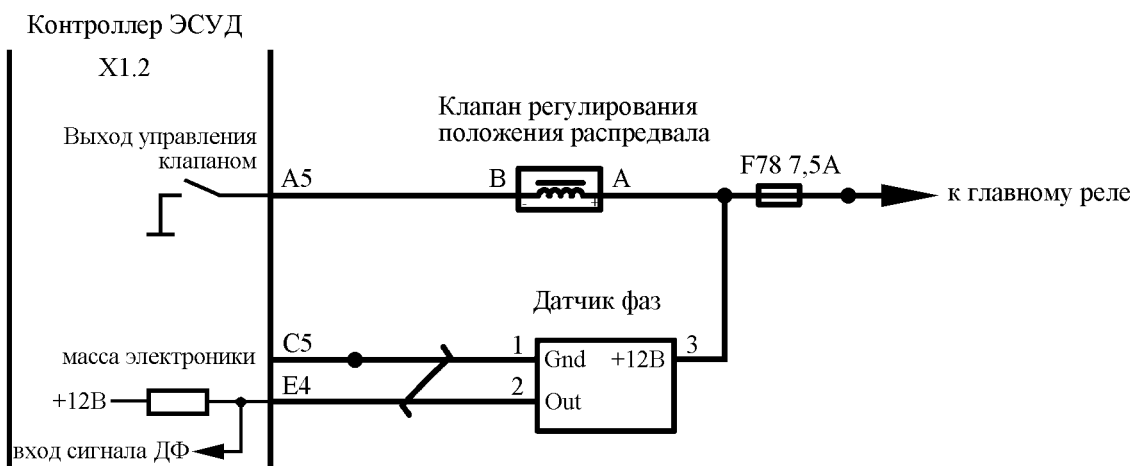 Контроллер ЭСУД
X1.2
Клапан регулирования
положения распредвала
Выход управления
клапаном
A5
B
A
F78 7,5А
- +
к главному реле
Датчик фаз
масса электроники
C5
1
Gnd
+12В
3
+12В
E4
2
Out
вход сигнала ДФ